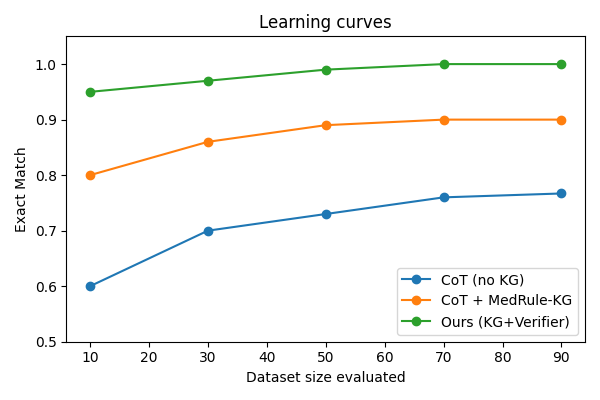 Learning curves
Exact Match
1.0
0.9
0.8
0.7
0.6
0.5
CoT (no KG)
CoT + MedRule-KG
Ours (KG+Verifier)
10 20 30 40 50 60 70 80 90
Dataset size evaluated